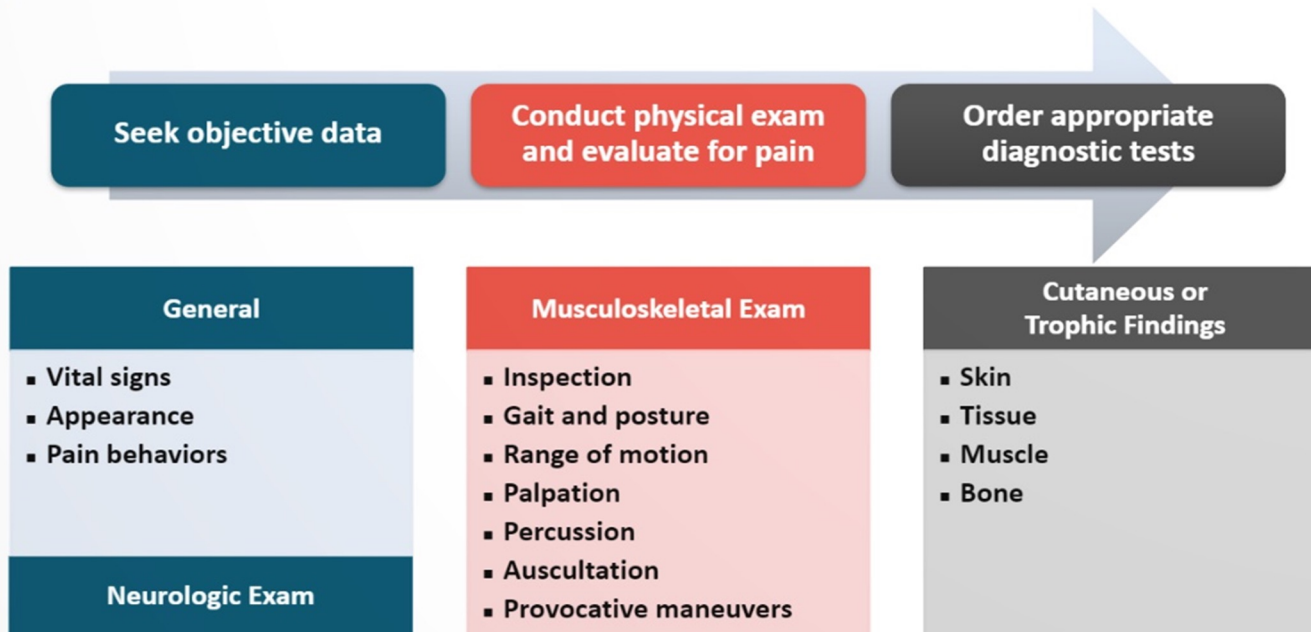 Seek objective data
Conduct physical exam
and evaluate for pain
Order appropriate
diagnostic tests
General
▪ Vital signs
▪ Appearance
▪ Pain behaviors
Neurologic Exam
Musculoskeletal Exam
▪ Inspection
▪ Gait and posture
▪ Range of motion
▪ Palpation
▪ Percussion
▪ Auscultation
▪ Provocative maneuvers
Cutaneous or
Trophic Findings
▪ Skin
▪ Tissue
▪ Muscle
▪ Bone